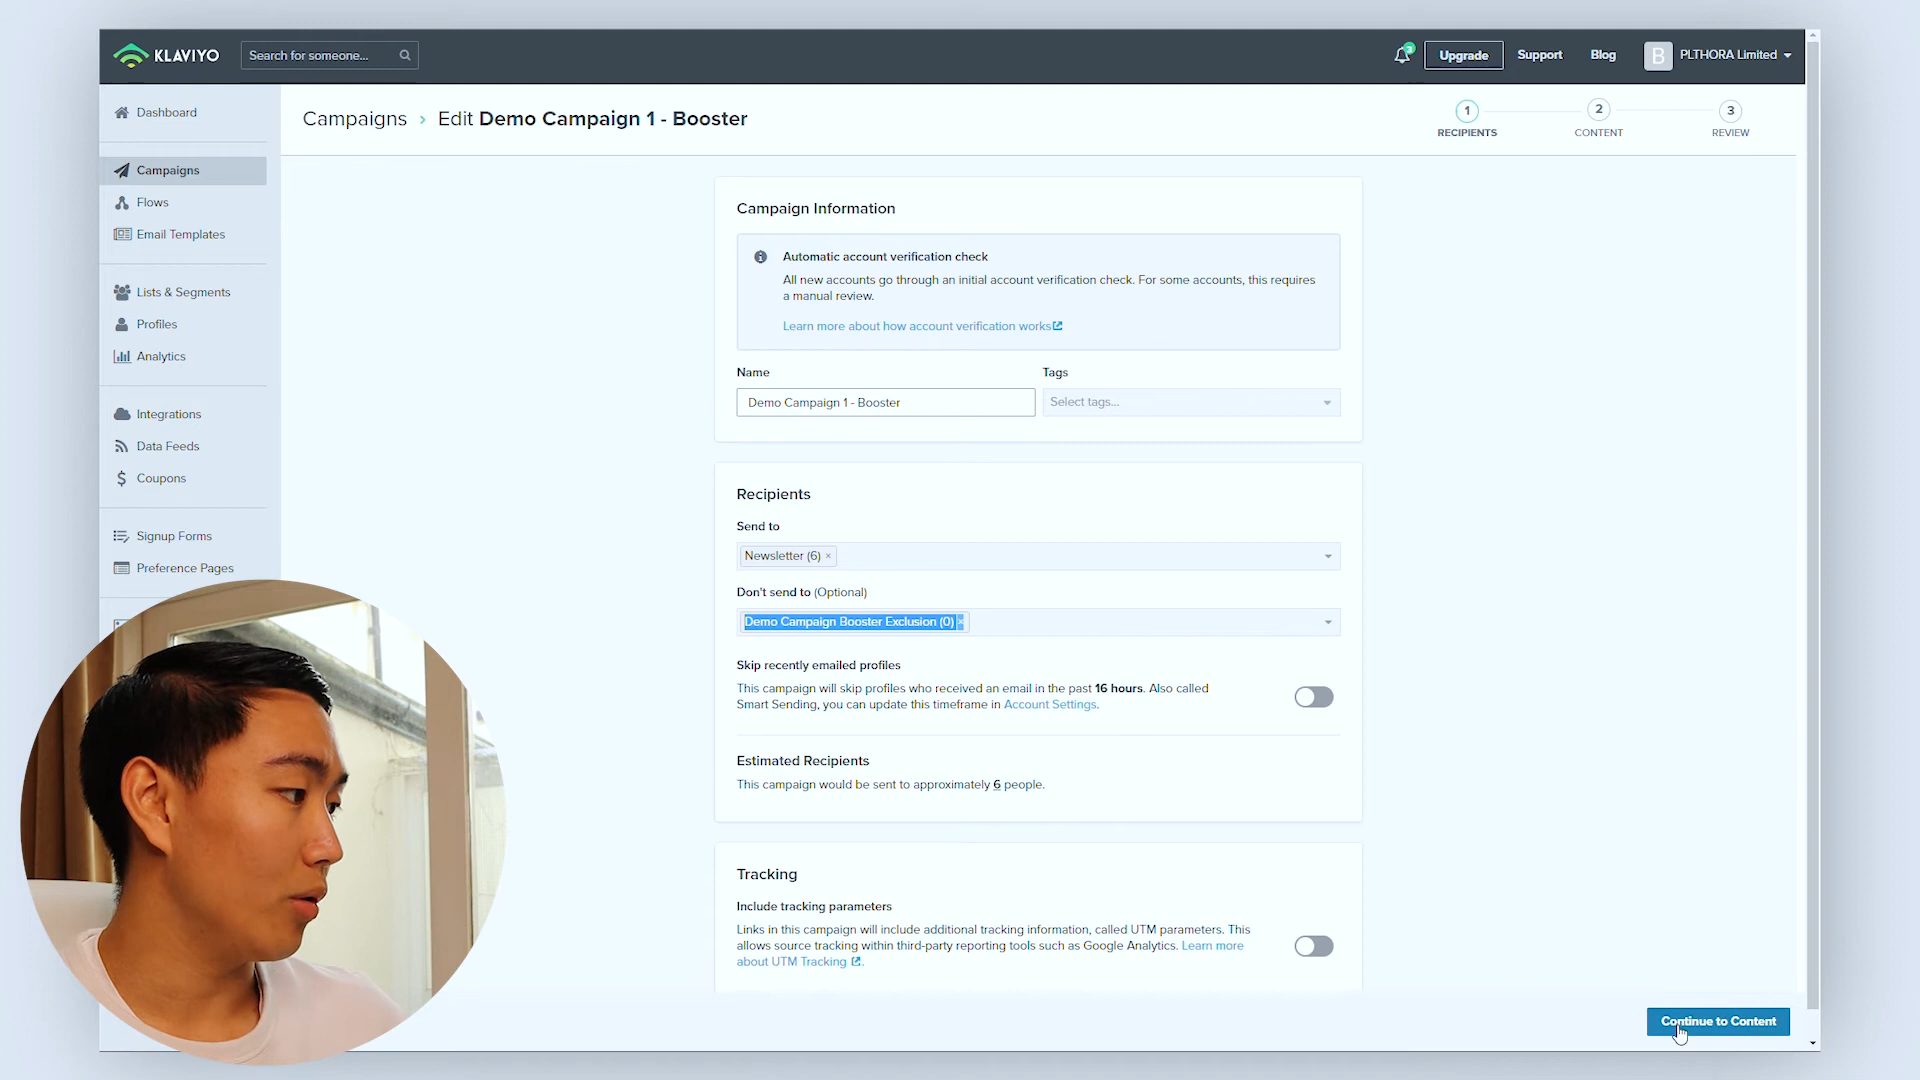 KLAVIYO
Search for someone...
3
Upgrade
Support
Blog
B
PLTHORA Limited
Dashboard
Campaigns
Flows
Email Templates
Lists & Segments
Profiles
Analytics
Integrations
Data Feeds
Coupons
Signup Forms
Preference Pages
Campaigns › Edit Demo Campaign 1 - Booster
1
RECIPIENTS
2
CONTENT
3
REVIEW
Campaign Information
Automatic account verification check
All new accounts go through an initial account verification check. For some accounts, this requires
a manual review.
Learn more about how account verification works
Name
Tags
Demo Campaign 1 - Booster
Select tags...
Recipients
Send to
Newsletter (6) ×
Don't send to (Optional)
Demo Campaign Booster Exclusion (0) ×
Skip recently emailed profiles
This campaign will skip profiles who received an email in the past 16 hours. Also called
Smart Sending, you can update this timeframe in Account Settings.
Estimated Recipients
This campaign would be sent to approximately 6 people.
Tracking
Include tracking parameters
Links in this campaign will include additional tracking information, called UTM parameters. This
allows source tracking within third-party reporting tools such as Google Analytics. Learn more
about UTM Tracking .
Continue to Content